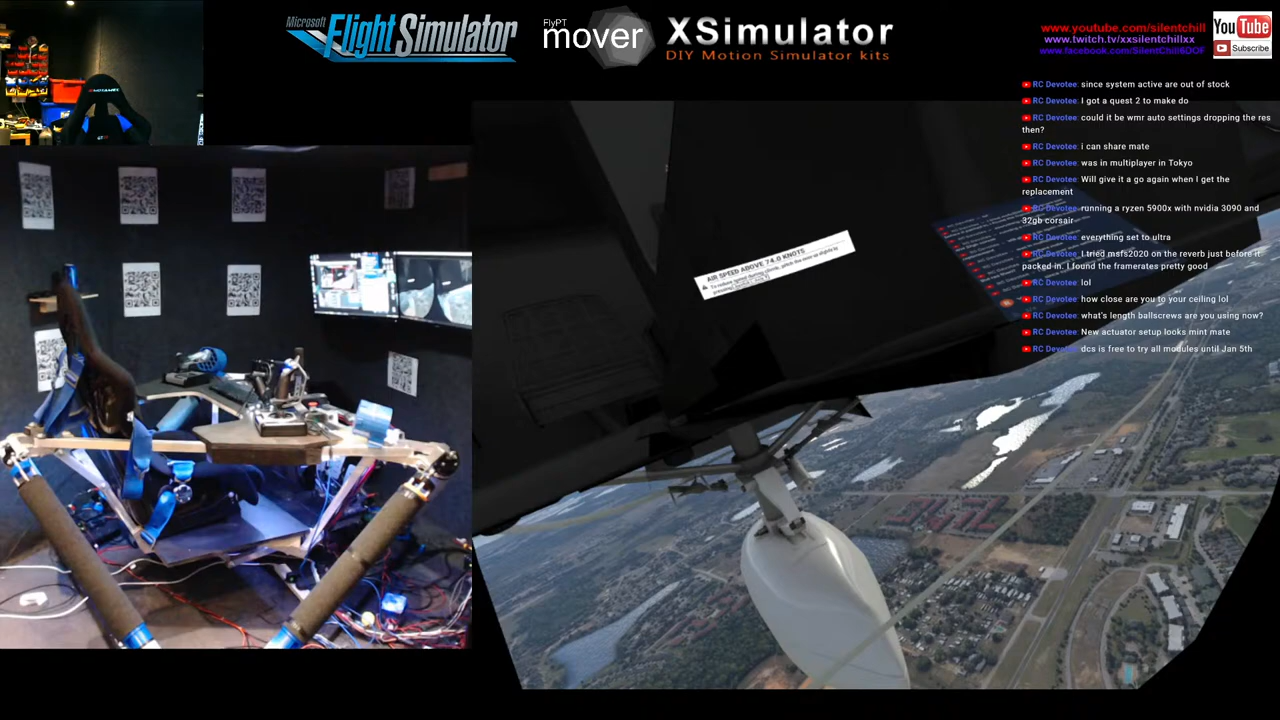 Microsoft
Flight Simulator
FlyPT
mover
XSimulator
DIY Motion Simulator kits
www.youtube.com/silentchill
www.twitch.tv/xxsilentchillxx
www.facebook.com/SilentChill6DOF
YouTube
Subscribe
RC Devotee: since system active are out of stock
RC Devotee: I got a quest 2 to make do
RC Devotee: could it be wmr auto settings dropping the res
then?
RC Devotee: i can share mate
RC Devotee: was in multiplayer in Tokyo
RC Devotee: Will give it a go again when I get the
replacement
RC Devotee: running a ryzen 5900x with nvidia 3090 and
32gb corsair
RC Devotee: everything set to ultra
RC Devotee: I tried msfs2020 on the reverb just before it
packed in. I found the framerates pretty good
RC Devotee: lol
RC Devotee: how close are you to your ceiling lol
RC Devotee: what's length ballscrews are you using now?
RC Devotee: New actuator setup looks mint mate
RC Devotee: dcs is free to try all modules until Jan 5th
AIR SPEED ABOVE 74.0 KNOTS